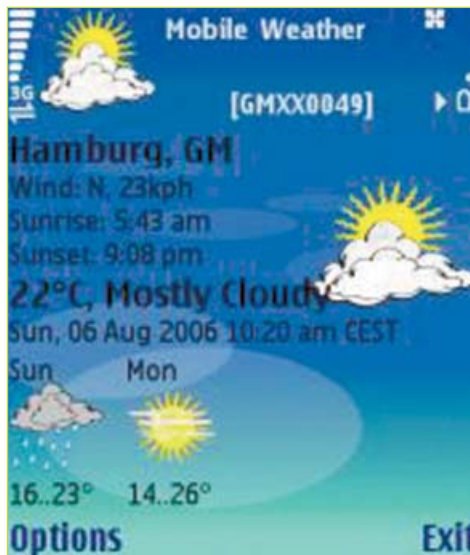 Mobile Weather
3G
[GMXX0049]
Hamburg, GM
Wind: N, 23kph
Sunrise: 5:43 am
Sunset: 9:08 pm
22°C, Mostly Cloudy
Sun, 06 Aug 2006 10:20 am CEST
Sun Mon
16..23° 14..26°
Options Exit